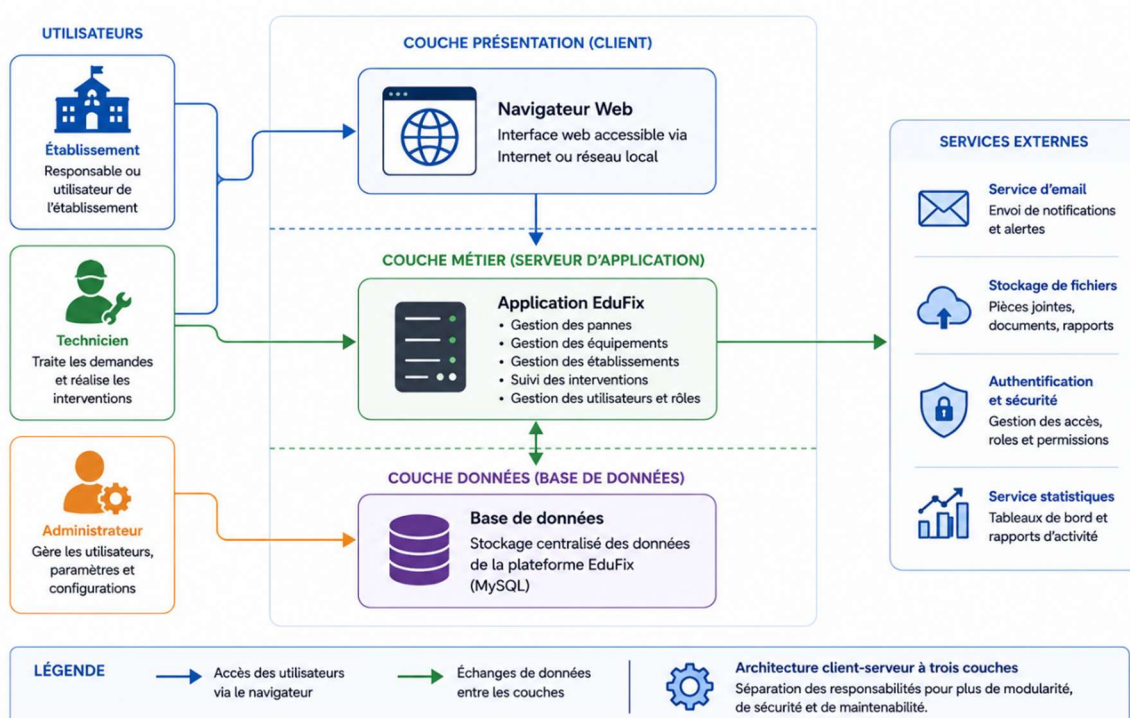 UTILISATEURS
Établissement
Responsable ou
utilisateur de
l'établissement
Technicien
Traite les demandes
et réalise les
interventions
Administrateur
Gère les utilisateurs,
paramètres et
configurations
COUCHE PRÉSENTATION (CLIENT)
Navigateur Web
Interface web accessible via
Internet ou réseau local
COUCHE MÉTIER (SERVEUR D'APPLICATION)
Application EduFix
• Gestion des pannes
• Gestion des équipements
• Gestion des établissements
• Suivi des interventions
• Gestion des utilisateurs et rôles
COUCHE DONNÉES (BASE DE DONNÉES)
Base de données
Stockage centralisé des données
de la plateforme EduFix
(MySQL)
SERVICES EXTERNES
Service d'email
Envoi de notifications
et alertes
Stockage de fichiers
Pièces jointes,
documents, rapports
Authentification
et sécurité
Gestion des accès,
roles et permissions
Service statistiques
Tableaux de bord et
rapports d'activité
LÉGENDE
Accès des utilisateurs
via le navigateur
Échanges de données
entre les couches
Architecture client-serveur à trois couches
Séparation des responsabilités pour plus de modularité,
de sécurité et de maintenabilité.